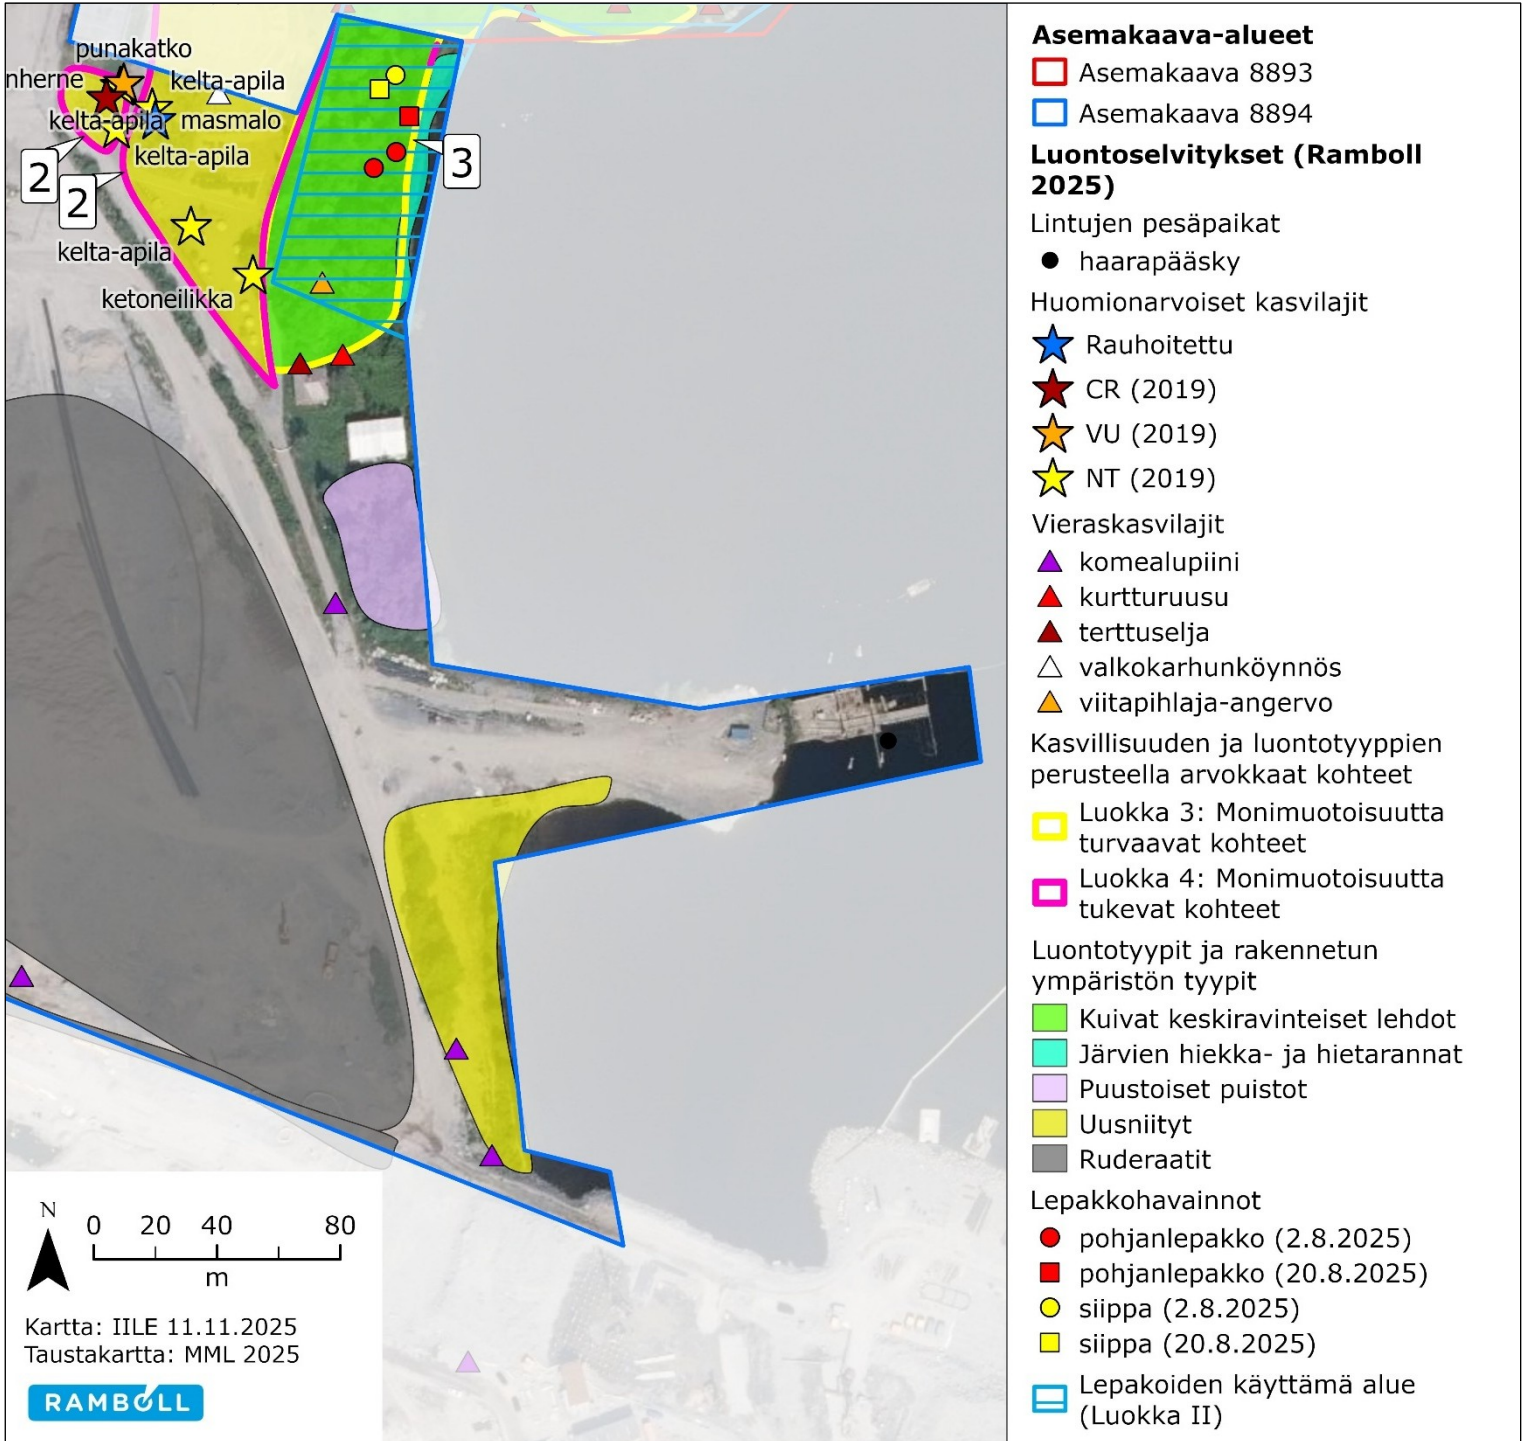 punakatko
nherne
kelta-apila
kelta-apila
masmalo
kelta-apila
2
2
3
kelta-apila
ketoneilikka
N
0 20 40 80
m
Kartta: IILE 11.11.2025
Taustakartta: MML 2025
RAMBOLL
Asemakaava-alueet
Asemakaava 8893
Asemakaava 8894
Luontoselvitykset (Ramboll
2025)
Lintujen pesäpaikat
haarapääsky
Huomionarvoiset kasvilajit
Rauhoitettu
CR (2019)
VU (2019)
NT (2019)
Vieraskasvilajit
komealupiini
kurtturuusu
terttuselja
valkokarhunköynnös
viitapihlaja-angervo
Kasvillisuuden ja luontotyyppien
perusteella arvokkaat kohteet
Luokka 3: Monimuotoisuutta
turvaavat kohteet
Luokka 4: Monimuotoisuutta
tukevat kohteet
Luontotyypit ja rakennetun
ympäristön tyypit
Kuivat keskiravinteiset lehdot
Järvien hiekka- ja hietarannat
Puustoiset puistot
Uusniityt
Ruderaatit
Lepakkohavainnot
pohjanlepakko (2.8.2025)
pohjanlepakko (20.8.2025)
siippa (2.8.2025)
siippa (20.8.2025)
Lepakoiden käyttämä alue
(Luokka II)